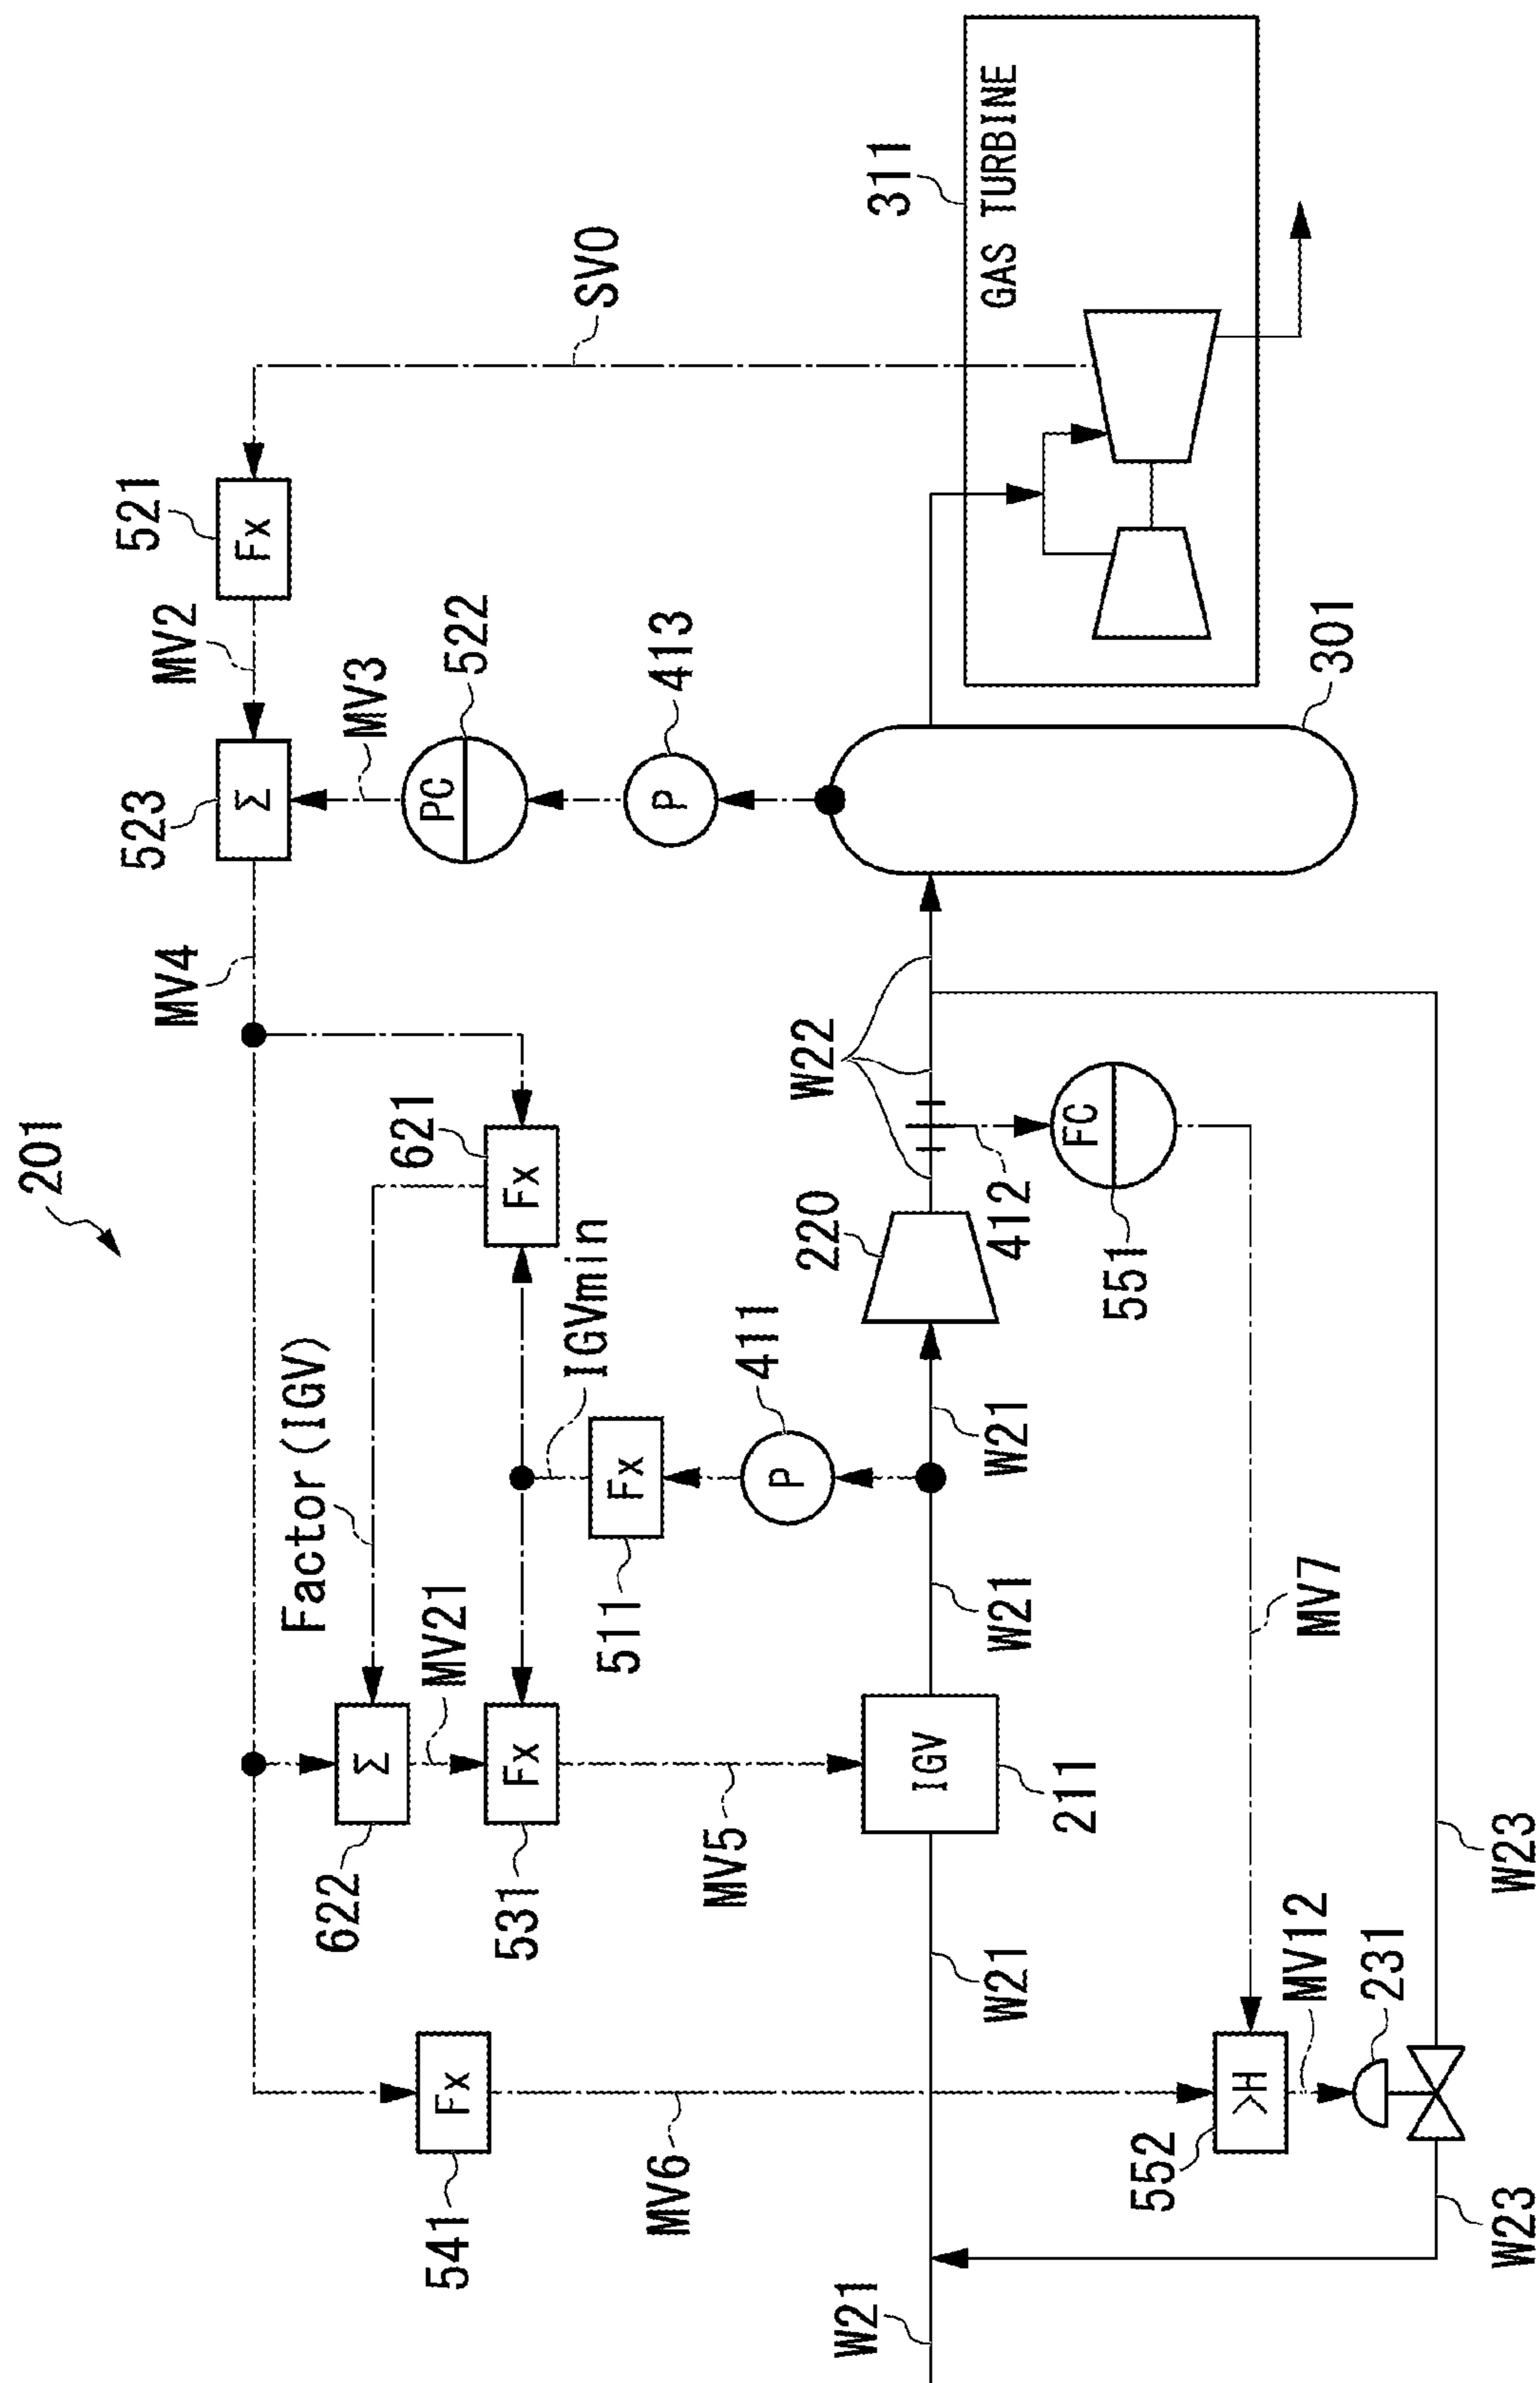 201
541
Fx
MV6
622
Σ
MV21
Factor(IGV)
531
Fx
MV5
511
Fx
IGVmin
621
Fx
MV4
523
Σ
MV2
521
Fx
SV0
MV3
PC
522
P
413
411
P
W21
W21
IGV
211
W21
W21
220
W22
412
FC
551
301
311
GAS TURBINE
MV7
552
>H
MV12
231
W23
W23